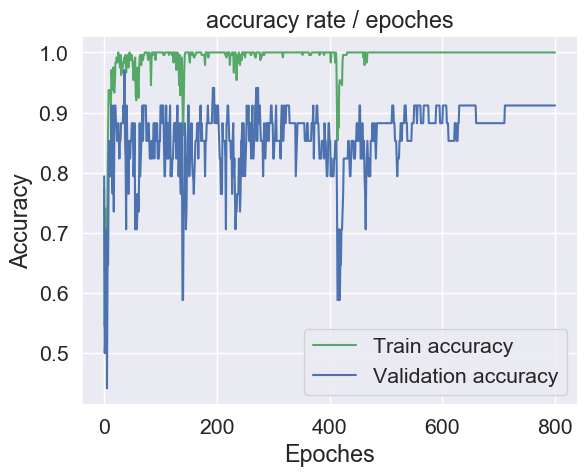 accuracy rate / epoches
1.0
0.9
0.8
0.7
0.6
0.5
Accuracy
0 200 400 600 800
Epoches
Train accuracy
Validation accuracy